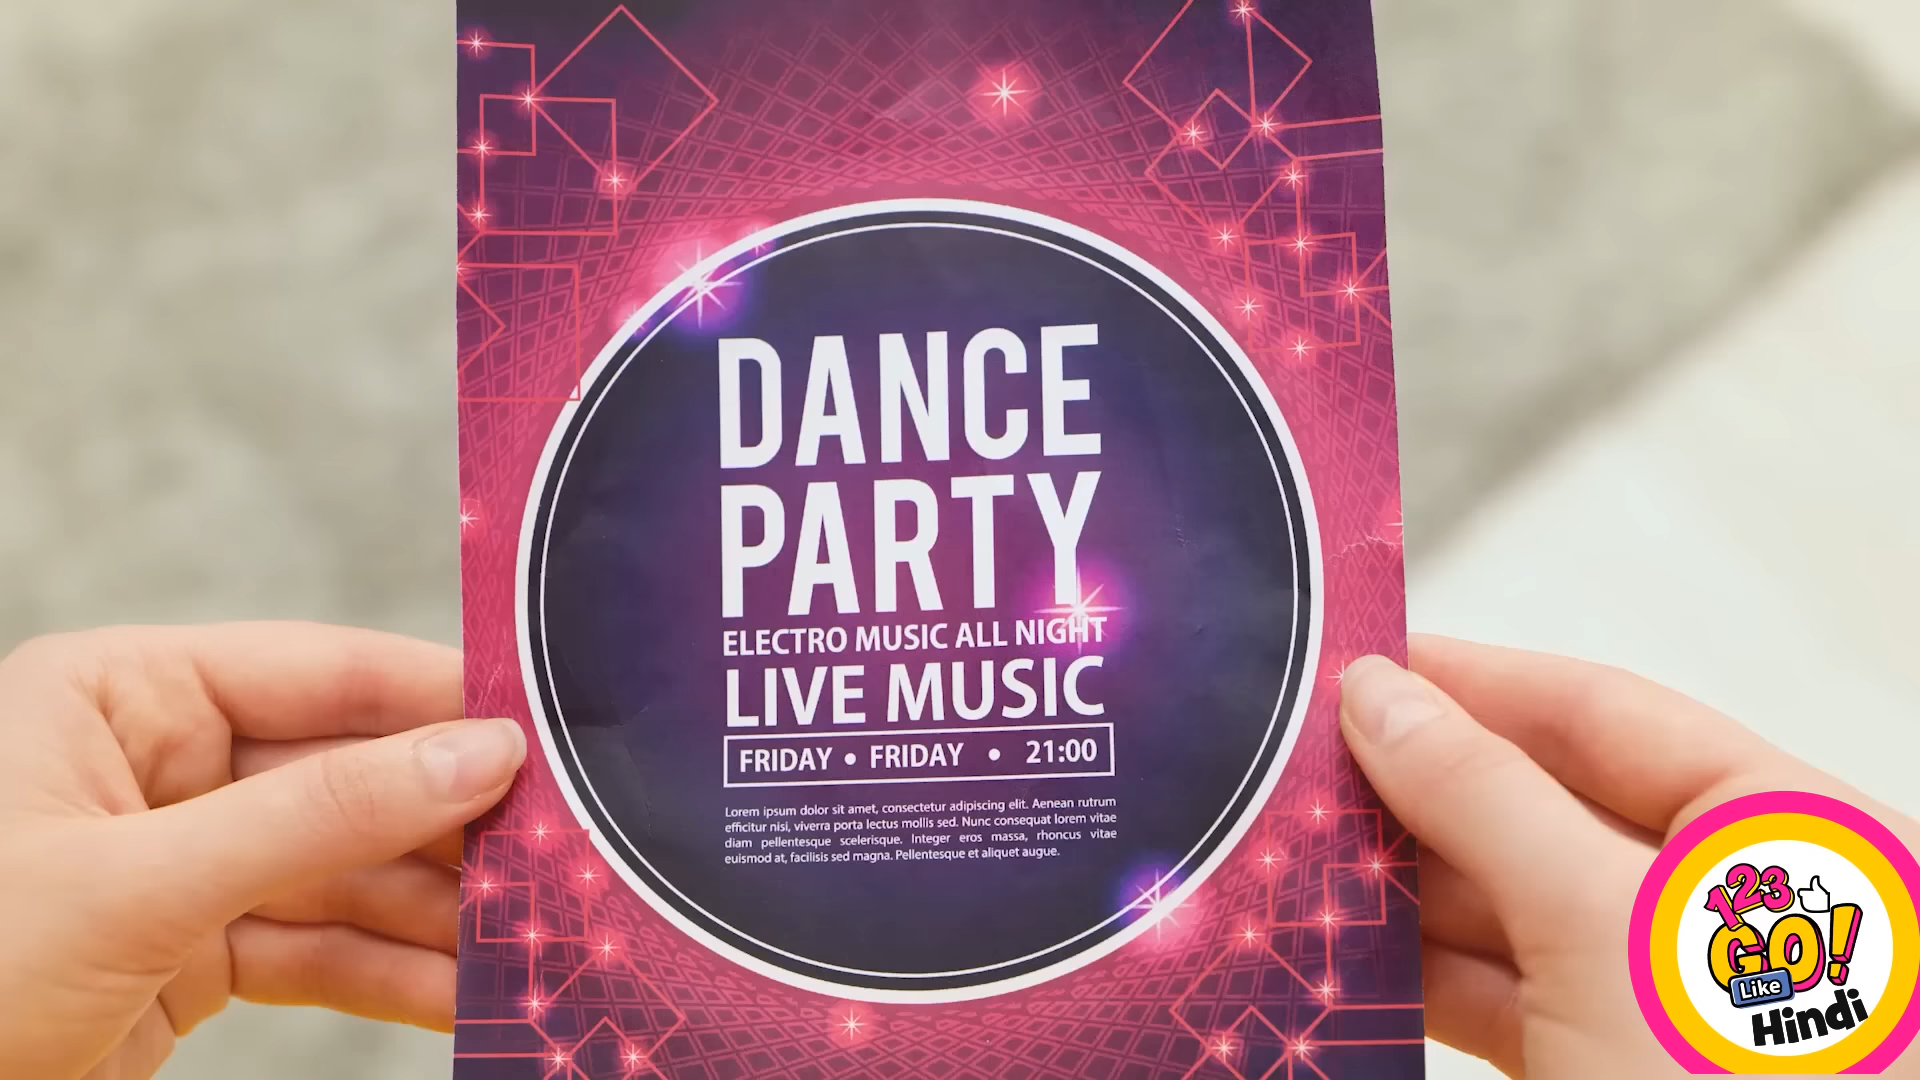 DANCE
PARTY
ELECTRO MUSIC ALL NIGHT
LIVE MUSIC
FRIDAY • FRIDAY • 21:00
Lorem ipsum dolor sit amet, consectetur adipiscing elit. Aenean rutrum
efficitur nisi, viverra porta lectus mollis sed. Nunc consequat lorem vitae
diam pellentesque scelerisque. Integer eros massa, rhoncus vitae
euismod at, facilisis sed magna. Pellentesque et aliquet augue.
123
GO!
Like
Hindi